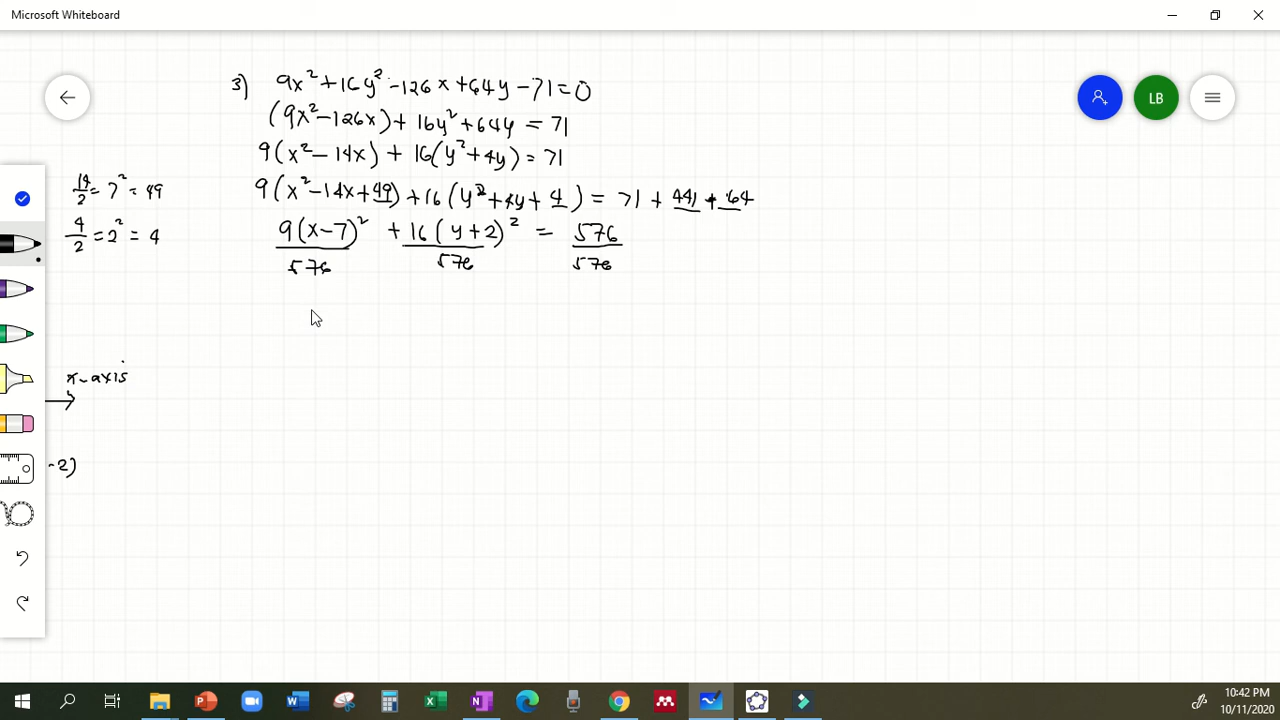 Microsoft Whiteboard
LB
3) 9x² + 16y² - 126x + 64y - 71 = 0
(9x² - 126x) + 16y² + 64y = 71
9(x² - 14x) + 16(y² + 4y) = 71
14/2 = 7² = 49
9(x² - 14x + 49) + 16(y² + 4y + 4) = 71 + 441 + 64
4/2 = 2² = 4
9(x - 7)²/576 + 16(y + 2)²/576 = 576/576
x-axis
-2)
10:42 PM
10/11/2020